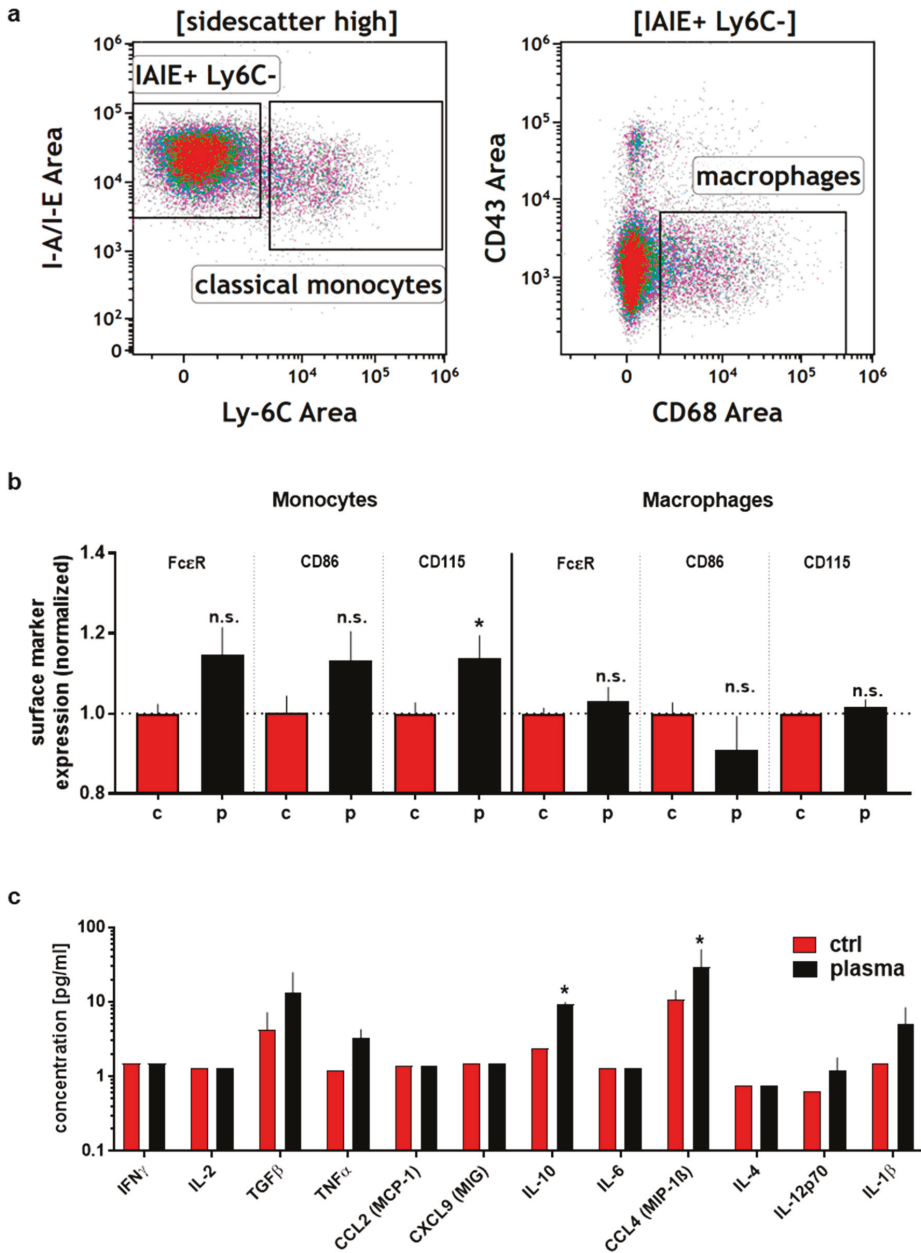 a
[sidescatter high]
[IAIE+ Ly6C-]
10⁶
10⁵
10⁴
10³
10²
0
I-A/I-E Area
IAIE+ Ly6C-
classical monocytes
0
10⁴
10⁵
10⁶
Ly-6C Area
10⁶
10⁵
10⁴
10³
CD43 Area
macrophages
0
10⁴
10⁵
10⁶
CD68 Area
b
Monocytes
Macrophages
surface marker
expression (normalized)
1.4
1.2
1.0
0.8
FcεR
CD86
CD115
FcεR
CD86
CD115
n.s.
n.s.
*
n.s.
n.s.
n.s.
c
p
c
p
c
p
c
p
c
p
c
p
c
concentration [pg/ml]
100
10
1
0.1
*
*
ctrl
plasma
IFNγ
IL-2
TGFβ
TNFα
CCL2 (MCP-1)
CXCL9 (MIG)
IL-10
IL-6
CCL4 (MIP-1ß)
IL-4
IL-12p70
IL-1β